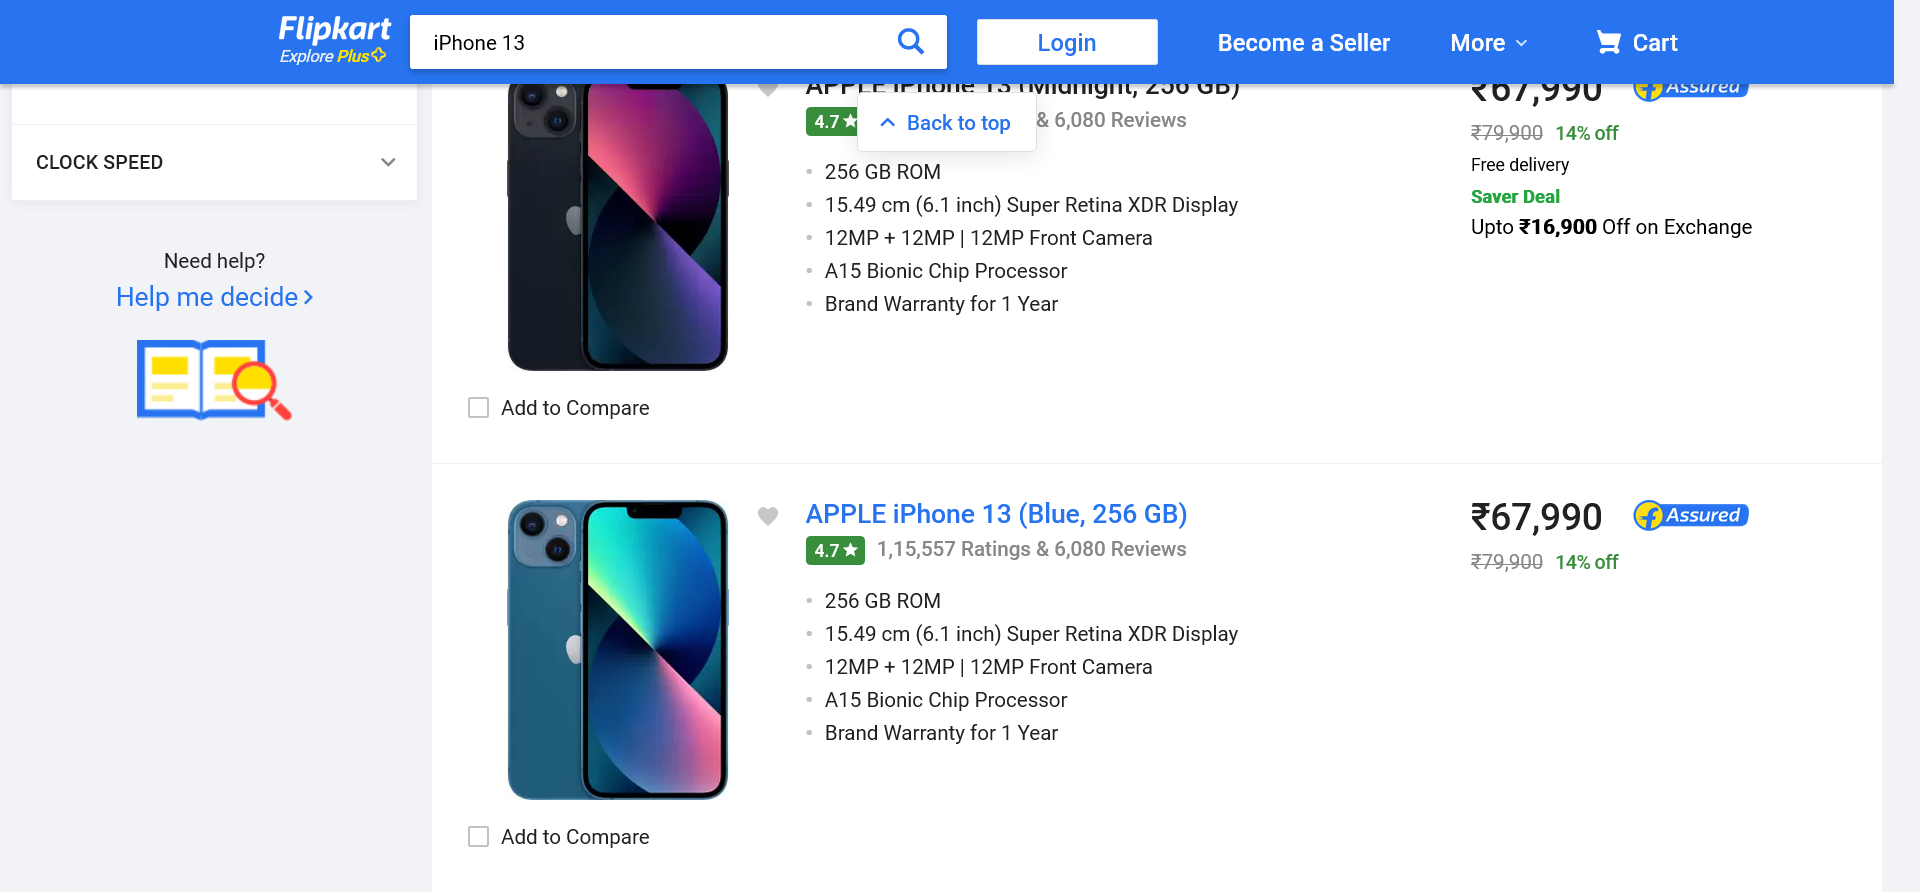 Flipkart
Explore Plus
iPhone 13
Login
Become a Seller
More
Cart
CLOCK SPEED
Need help?
Help me decide
APPLE iPhone 13 (Midnight, 256 GB)
4.7
Back to top
& 6,080 Reviews
256 GB ROM
15.49 cm (6.1 inch) Super Retina XDR Display
12MP + 12MP | 12MP Front Camera
A15 Bionic Chip Processor
Brand Warranty for 1 Year
₹67,990
Assured
₹79,900 14% off
Free delivery
Saver Deal
Upto ₹16,900 Off on Exchange
Add to Compare
APPLE iPhone 13 (Blue, 256 GB)
4.7 1,15,557 Ratings & 6,080 Reviews
256 GB ROM
15.49 cm (6.1 inch) Super Retina XDR Display
12MP + 12MP | 12MP Front Camera
A15 Bionic Chip Processor
Brand Warranty for 1 Year
₹67,990
Assured
₹79,900 14% off
Add to Compare